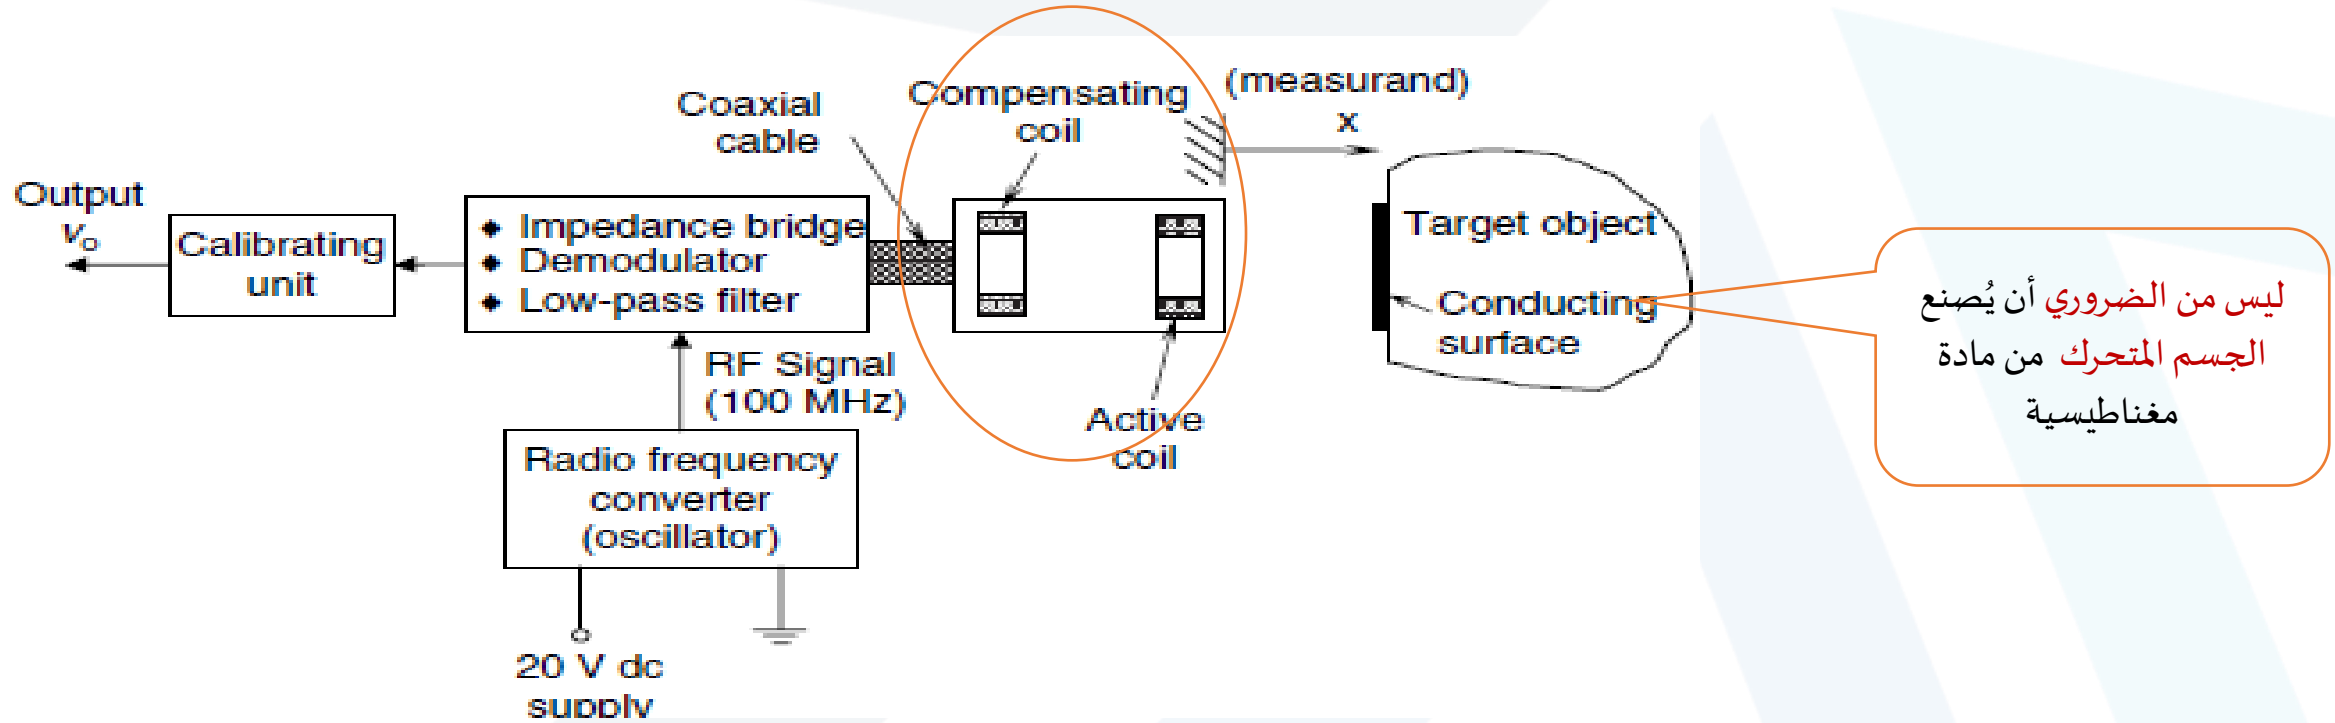 Output
vo
Calibrating
unit
Impedance bridge
Demodulator
Low-pass filter
Coaxial
cable
Compensating
coil
(measurand)
x
Active
coil
Target object
Conducting
surface
RF Signal
(100 MHz)
Radio frequency
converter
(oscillator)
20 V dc
supply
ليس من الضروري أن يُصنع
الجسم المتحرك من مادة
مغناطيسية